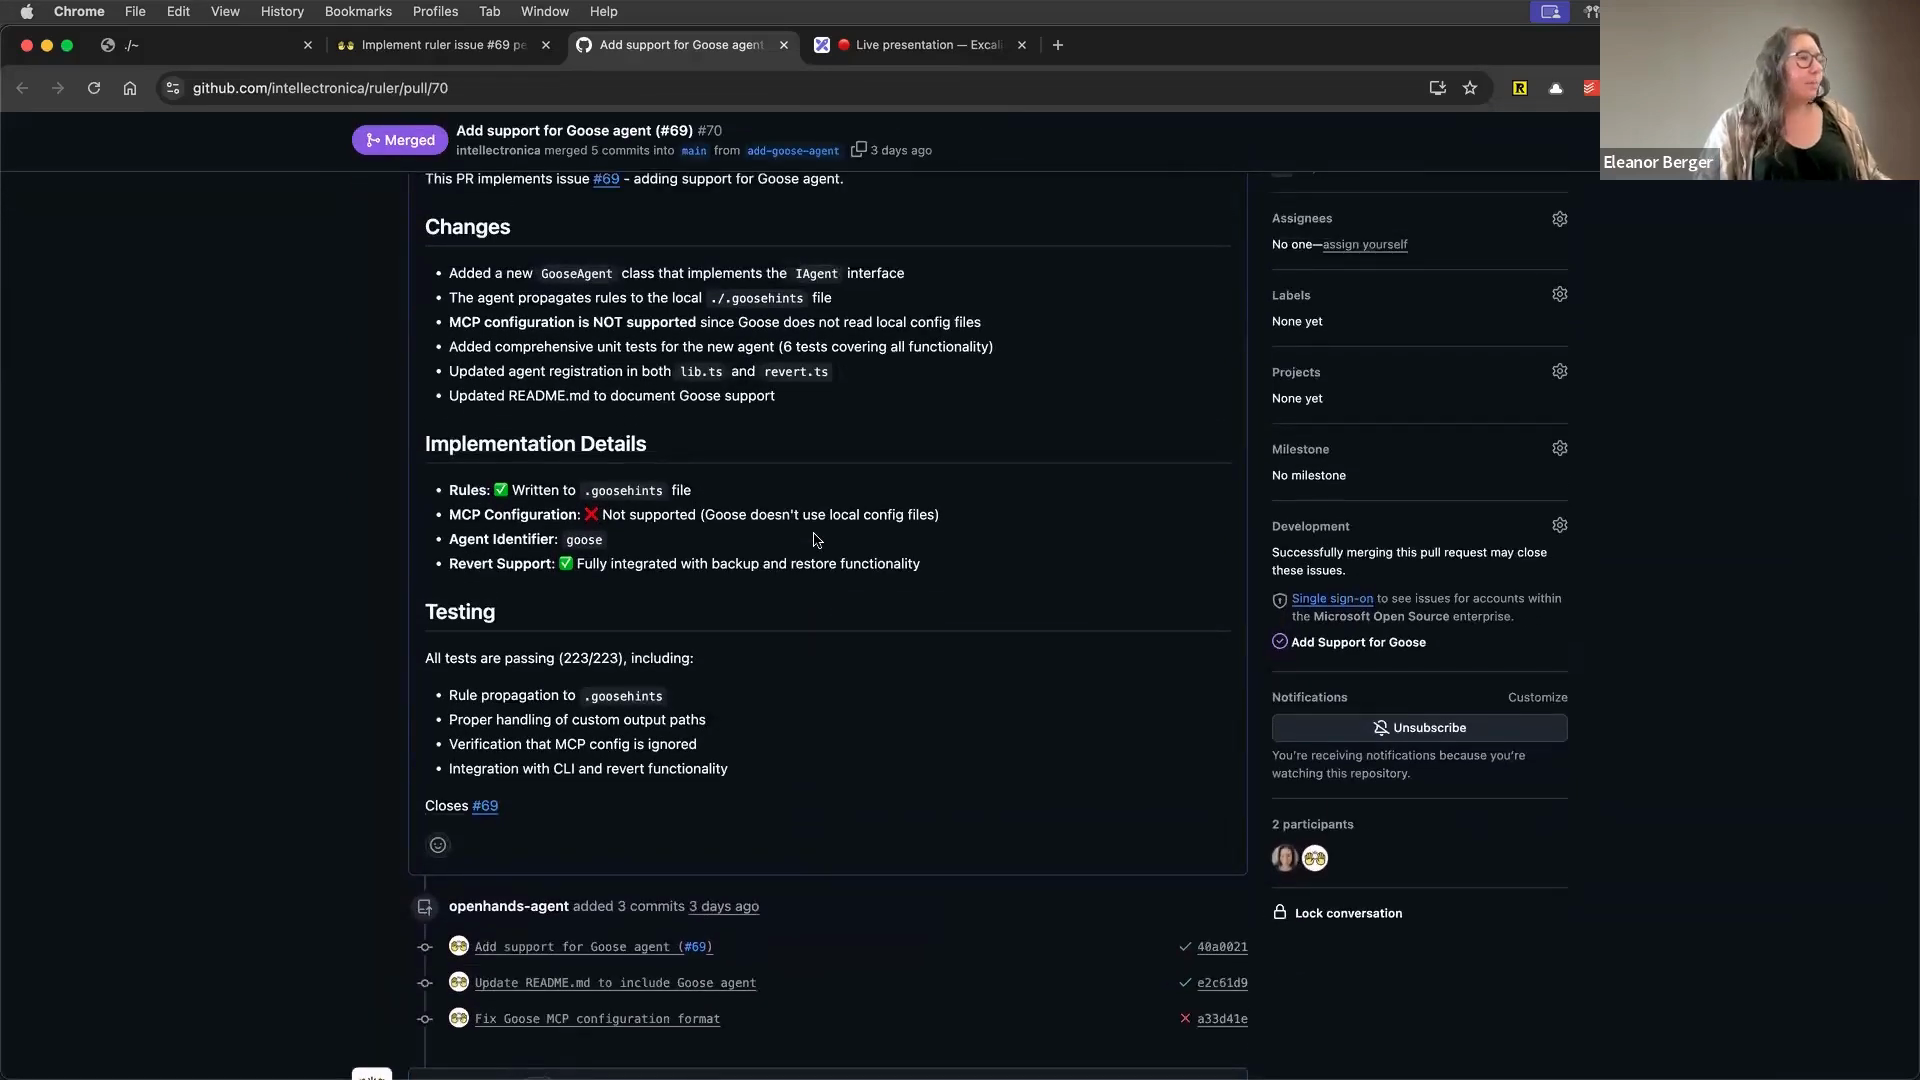 Chrome File Edit View History Bookmarks Profiles Tab Window Help
./~
Implement ruler issue #69 pe
Add support for Goose agent
Live presentation — Excali
github.com/intellectronica/ruler/pull/70
Merged
Add support for Goose agent (#69) #70
intellectronica merged 5 commits into main from add-goose-agent 3 days ago
Eleanor Berger
This PR implements issue #69 - adding support for Goose agent.
Changes
• Added a new GooseAgent class that implements the IAgent interface
• The agent propagates rules to the local ./.goosehints file
• MCP configuration is NOT supported since Goose does not read local config files
• Added comprehensive unit tests for the new agent (6 tests covering all functionality)
• Updated agent registration in both lib.ts and revert.ts
• Updated README.md to document Goose support
Implementation Details
• Rules: ✅ Written to .goosehints file
• MCP Configuration: ❌ Not supported (Goose doesn't use local config files)
• Agent Identifier: goose
• Revert Support: ✅ Fully integrated with backup and restore functionality
Testing
All tests are passing (223/223), including:
• Rule propagation to .goosehints
• Proper handling of custom output paths
• Verification that MCP config is ignored
• Integration with CLI and revert functionality
Closes #69
openhands-agent added 3 commits 3 days ago
Add support for Goose agent (#69) 40a0021
Update README.md to include Goose agent e2c61d9
Fix Goose MCP configuration format a33d41e
Assignees
No one—assign yourself
Labels
None yet
Projects
None yet
Milestone
No milestone
Development
Successfully merging this pull request may close
these issues.
Single sign-on to see issues for accounts within
the Microsoft Open Source enterprise.
Add Support for Goose
Notifications Customize
Unsubscribe
You're receiving notifications because you're
watching this repository.
2 participants
Lock conversation